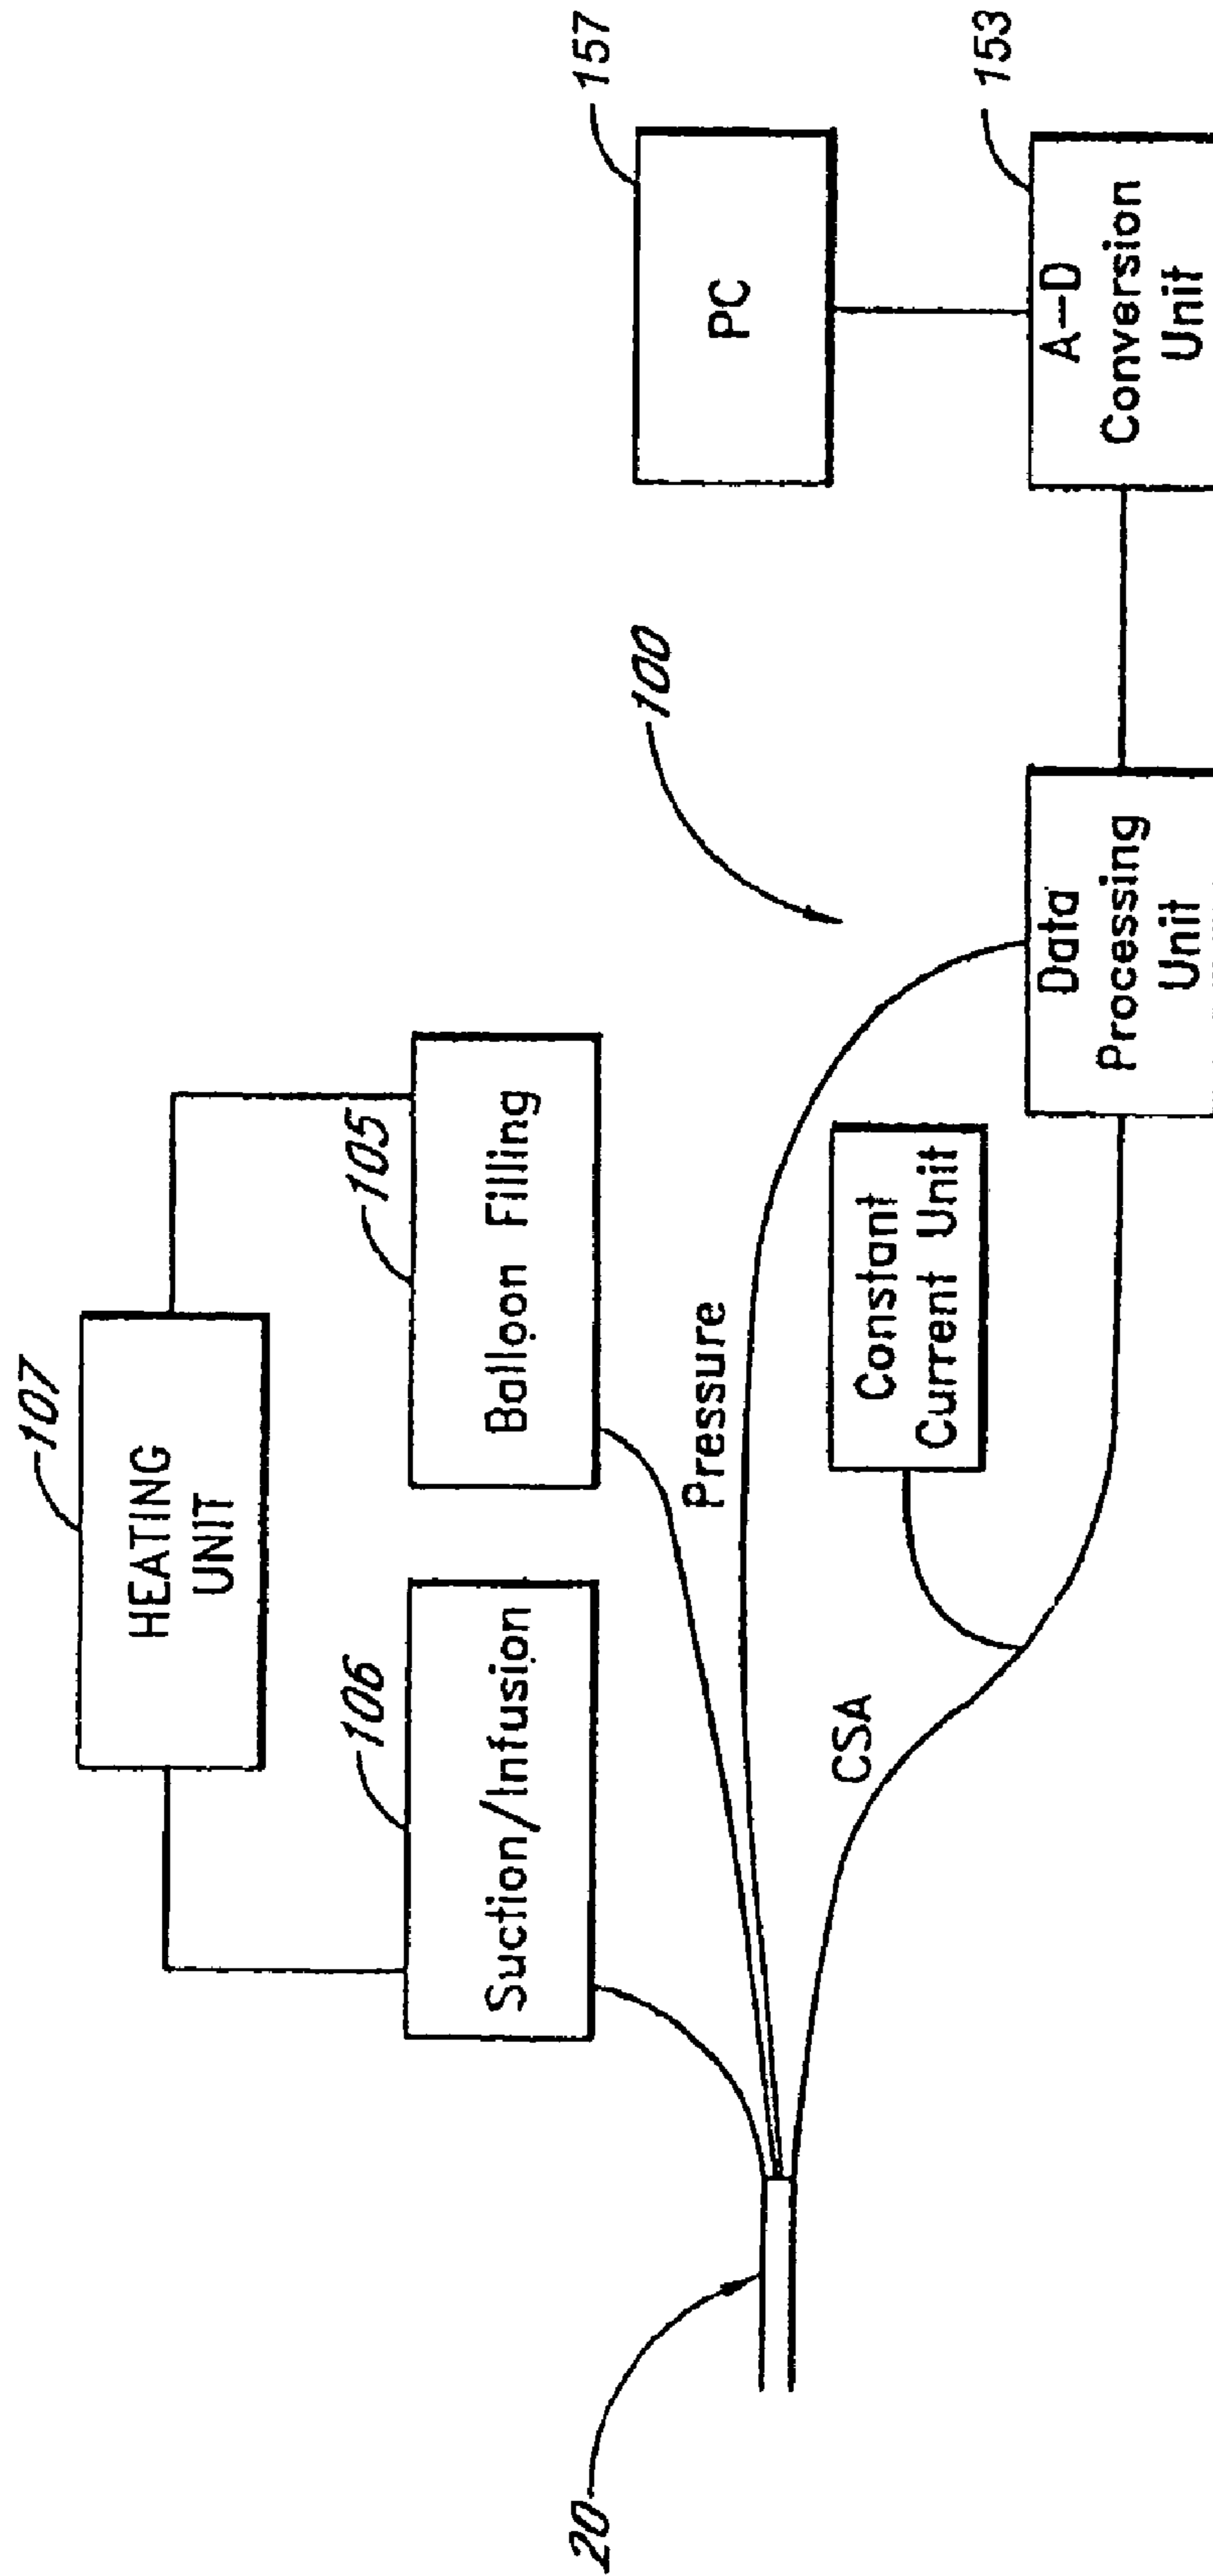 107
HEATING
UNIT
106
Suction/Infusion
105
Balloon Filling
157
PC
100
Pressure
CSA
Constant
Current Unit
20
Data
Processing
Unit
153
A-D
Conversion
Unit